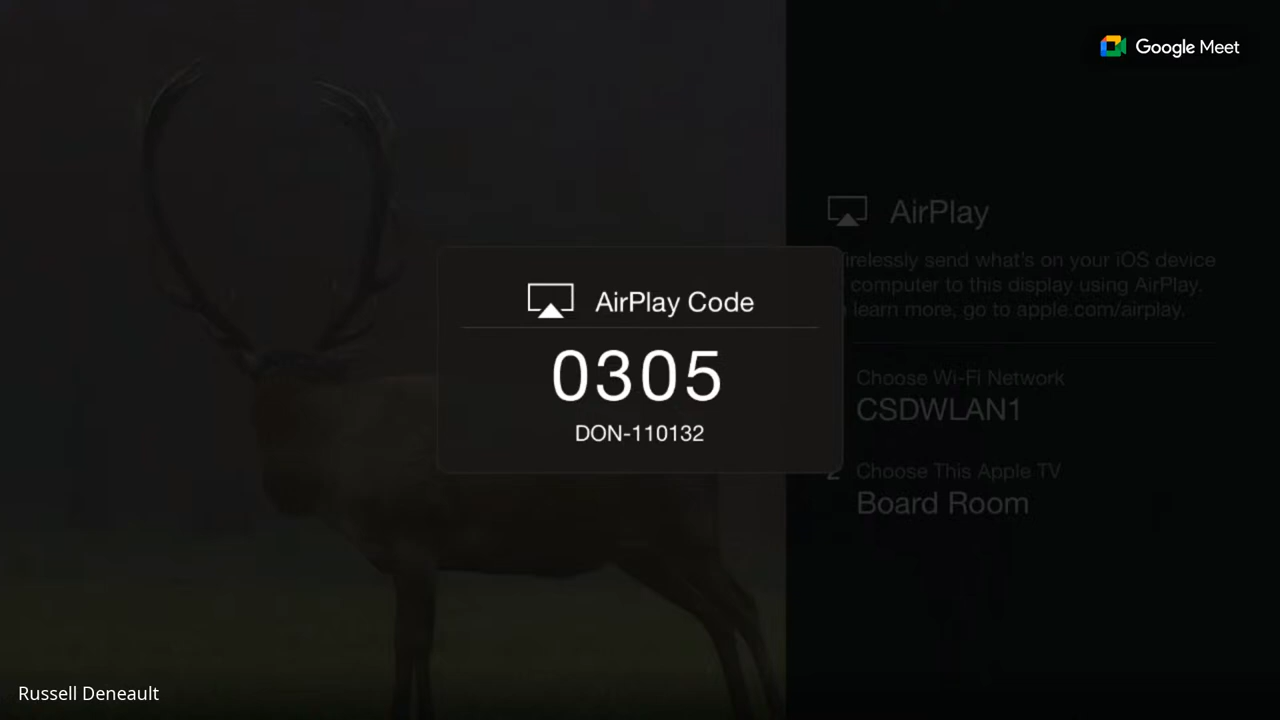 Google Meet
AirPlay
irelessly send what's on your iOS device
computer to this display using AirPlay.
learn more, go to apple.com/airplay.
AirPlay Code
0305
DON-110132
Choose Wi-Fi Network
CSDWLAN1
2 Choose This Apple TV
Board Room
Russell Deneault